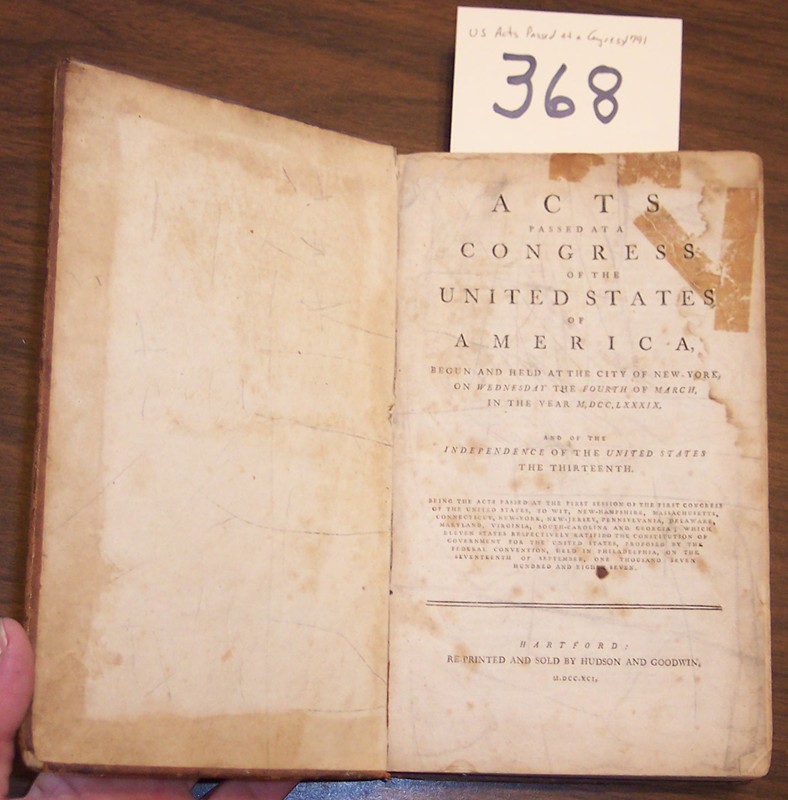 US Acts Passed at a Congress 1791
368
ACTS
PASSED AT A
CONGRESS
OF THE
UNITED STATES
OF
AMERICA,
BEGUN AND HELD AT THE CITY OF NEW-YORK,
ON WEDNESDAY THE FOURTH OF MARCH,
IN THE YEAR M,DCC,LXXXIX,
AND OF THE
INDEPENDENCE OF THE UNITED STATES
THE THIRTEENTH.
BEING THE ACTS PASSED AT THE FIRST SESSION OF THE FIRST CONGRESS
OF THE UNITED STATES, TO WIT, NEW-HAMPSHIRE, MASSACHUSETTS,
CONNECTICUT, NEW-YORK, NEW-JERSEY, PENNSYLVANIA, DELAWARE,
MARYLAND, VIRGINIA, SOUTH-CAROLINA AND GEORGIA; WHICH
ELEVEN STATES RESPECTIVELY RATIFIED THE CONSTITUTION OF
GOVERNMENT FOR THE UNITED STATES, PROPOSED BY THE
FEDERAL CONVENTION, HELD IN PHILADELPHIA, ON THE
SEVENTEENTH OF SEPTEMBER, ONE THOUSAND SEVEN
HUNDRED AND EIGHTY SEVEN.
HARTFORD:
RE-PRINTED AND SOLD BY HUDSON AND GOODWIN,
M.DCC.XCI,